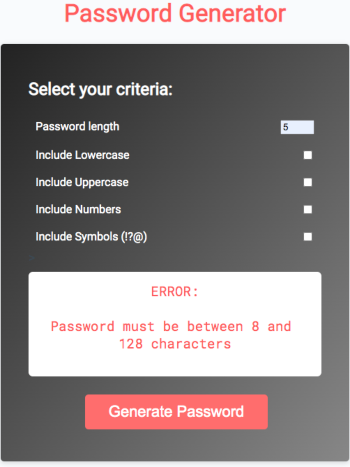 Password Generator
Select your criteria:
Password length 5
Include Lowercase
Include Uppercase
Include Numbers
Include Symbols (!?@)
ERROR:
Password must be between 8 and
128 characters
Generate Password